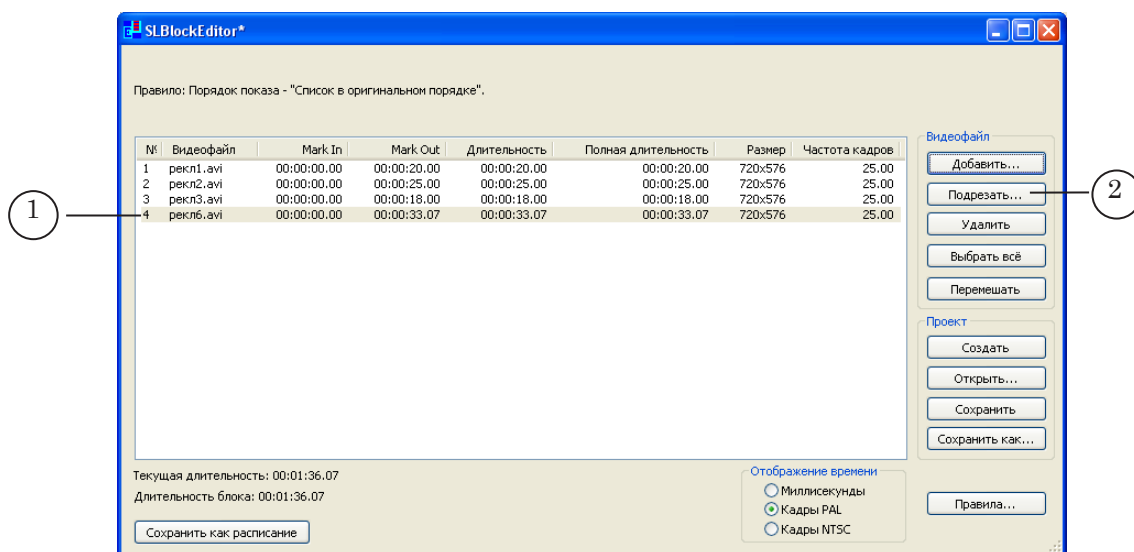 SLBlockEditor*
Правило: Порядок показа - "Список в оригинальном порядке".
№ Видеофайл Mark In Mark Out Длительность Полная длительность Размер Частота кадров
1 рекл1.avi 00:00:00.00 00:00:20.00 00:00:20.00 00:00:20.00 720x576 25.00
2 рекл2.avi 00:00:00.00 00:00:25.00 00:00:25.00 00:00:25.00 720x576 25.00
3 рекл3.avi 00:00:00.00 00:00:18.00 00:00:18.00 00:00:18.00 720x576 25.00
4 рекл6.avi 00:00:00.00 00:00:33.07 00:00:33.07 00:00:33.07 720x576 25.00
1
Видеофайл
Добавить...
Подрезать...
2
Удалить
Выбрать всё
Перемешать
Проект
Создать
Открыть...
Сохранить
Сохранить как...
Текущая длительность: 00:01:36.07
Длительность блока: 00:01:36.07
Сохранить как расписание
Отображение времени
Миллисекунды
Кадры PAL
Кадры NTSC
Правила...